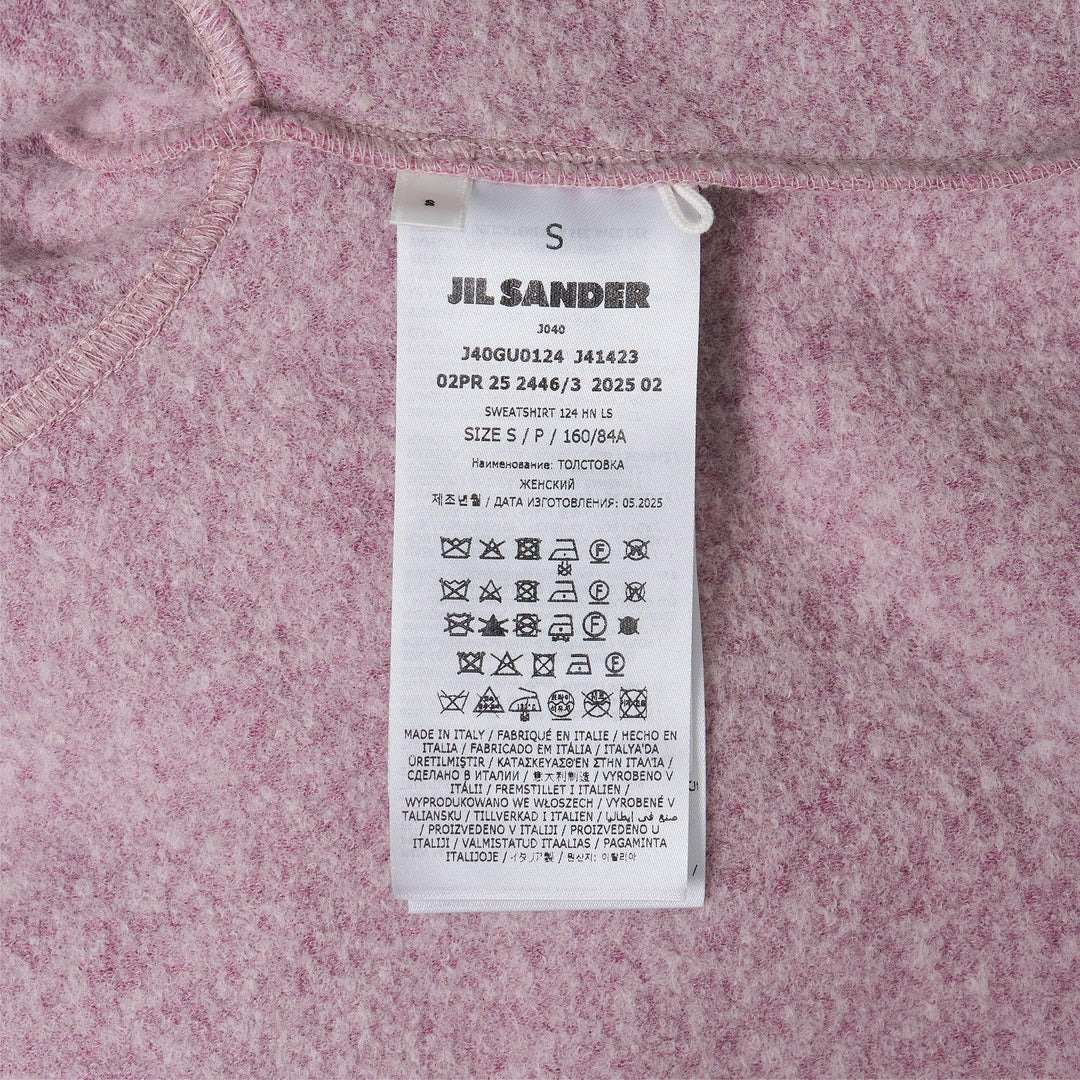 S
S
JIL SANDER
J040
J40GU0124 J41423
02PR 25 2446/3 2025 02
SWEATSHIRT 124 HN LS
SIZE S / P / 160/84A
Наименование: ТОЛСТОВКА
ЖЕНСКИЙ
제조년월 / ДАТА ИЗГОТОВЛЕНИЯ: 05.2025
F
F W
F
F
MADE IN ITALY / FABRIQUÉ EN ITALIE / HECHO EN
ITALIA / FABRICADO EM ITÁLIA / ITALYA'DA
ÜRETILMIŞTIR / ΚΑΤΑΣΚΕΥΑΣΘΕΝ ΣΤΗΝ ΙΤΑΛΊΑ /
СДЕЛАНО В ИТАЛИИ / 意大利制造 / VYROBENO V
ITÁLII / FREMSTILLET I ITALIEN /
WYPRODUKOWANO WE WŁOSZECH / VYROBENÉ V
TALIANSKU / TILLVERKAD I ITALIEN / صنع في إيطاليا
/ PROIZVEDENO V ITALIJI / PROIZVEDENO U
ITALIJI / VALMISTATUD ITAALIAS / PAGAMINTA
ITALIJOJE / イタリア製 / 원산지: 이탈리아